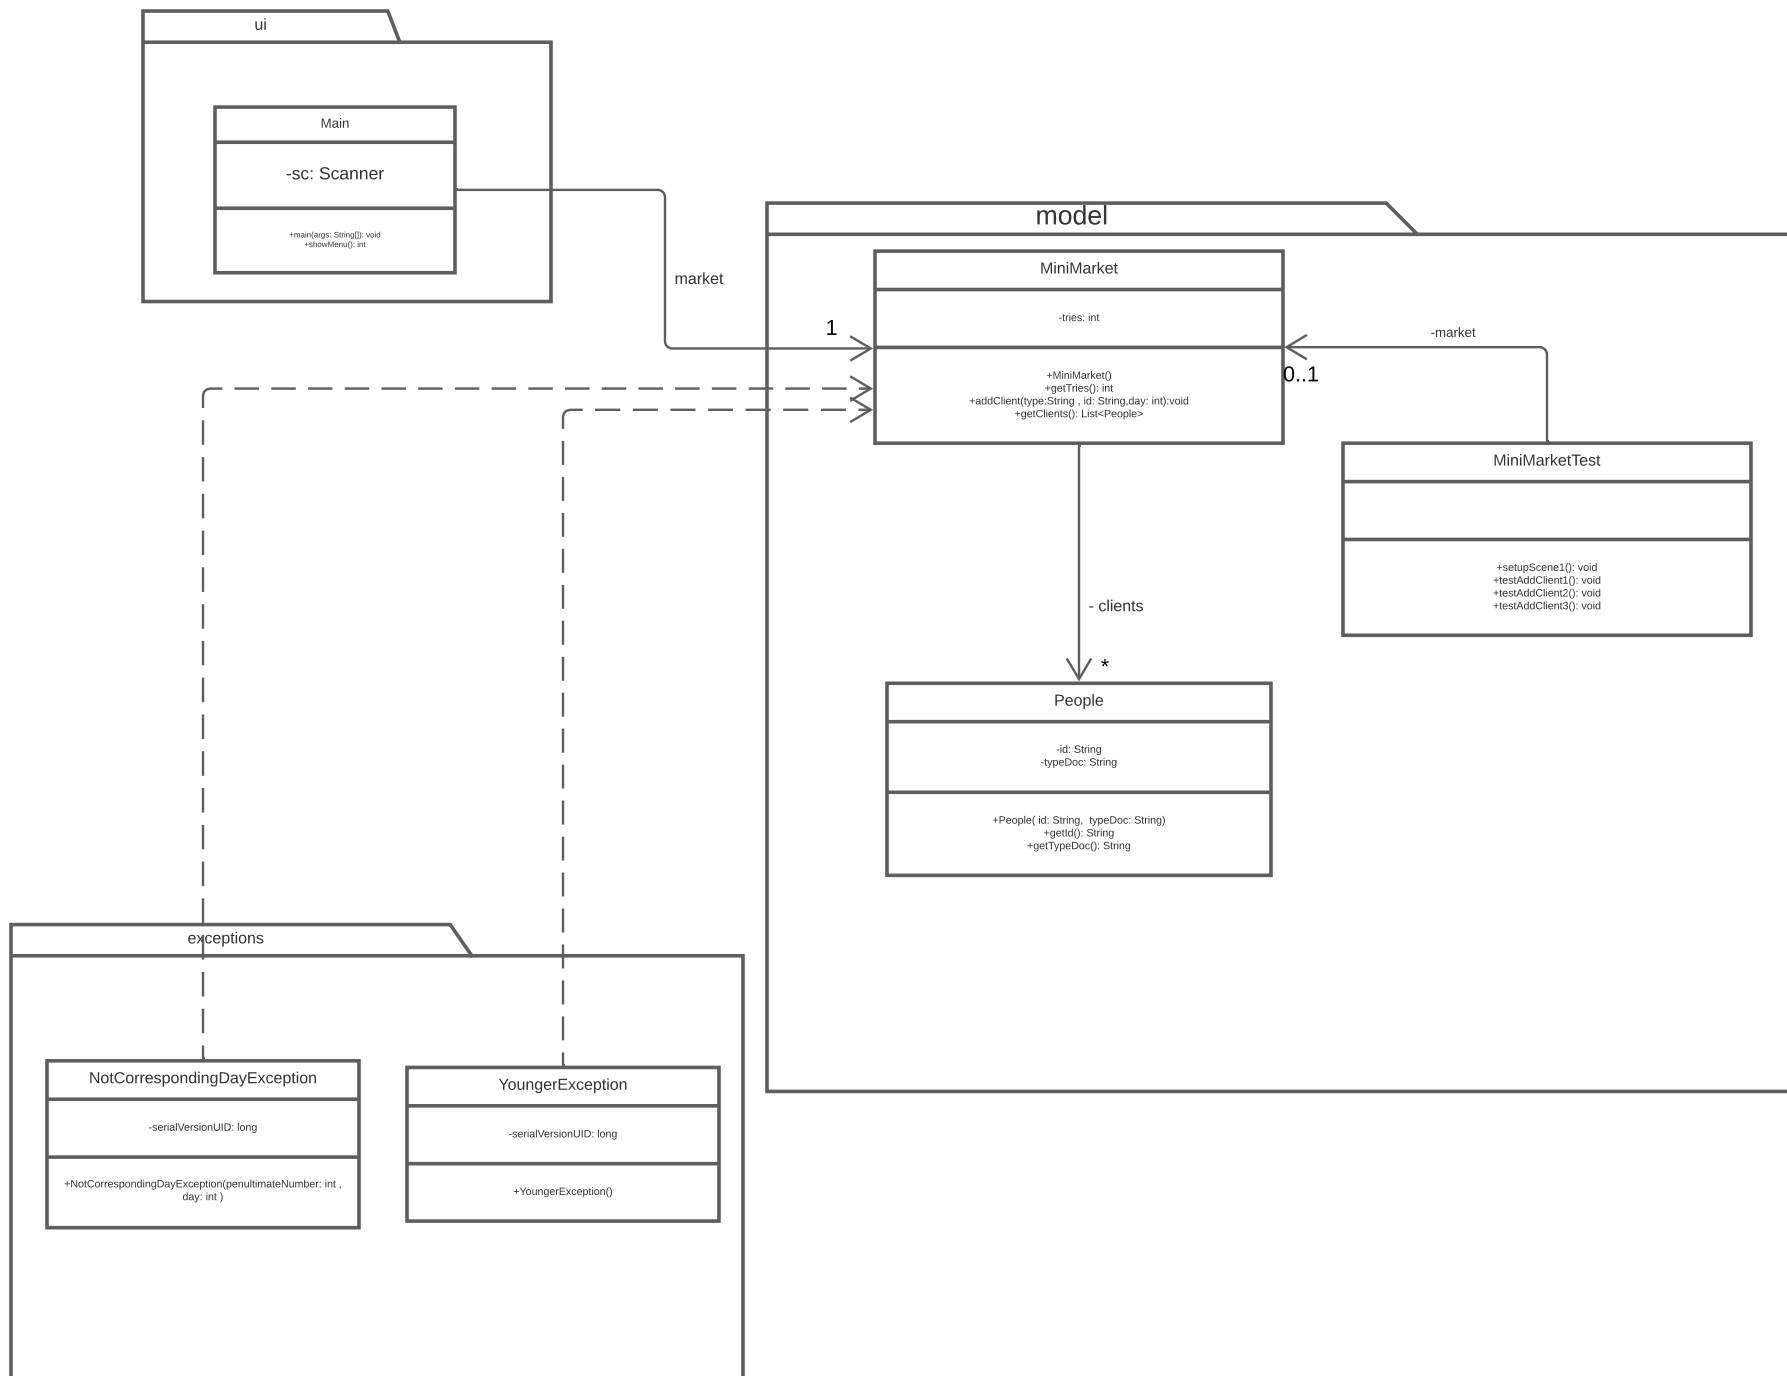 ui
Main
-sc: Scanner
+main(args: String[]): void
+showMenu(): int
market
1
model
MiniMarket
-tries: int
+MiniMarket()
+getTries(): int
+addClient(type:String , id: String,day: int):void
+getClients(): List<People>
-market
0..1
MiniMarketTest
+setupScene1(): void
+testAddClient1(): void
+testAddClient2(): void
+testAddClient3(): void
- clients
*
People
-id: String
-typeDoc: String
+People( id: String,  typeDoc: String)
+getId(): String
+getTypeDoc(): String
exceptions
NotCorrespondingDayException
-serialVersionUID: long
+NotCorrespondingDayException(penultimateNumber: int ,
day: int )
YoungerException
-serialVersionUID: long
+YoungerException()